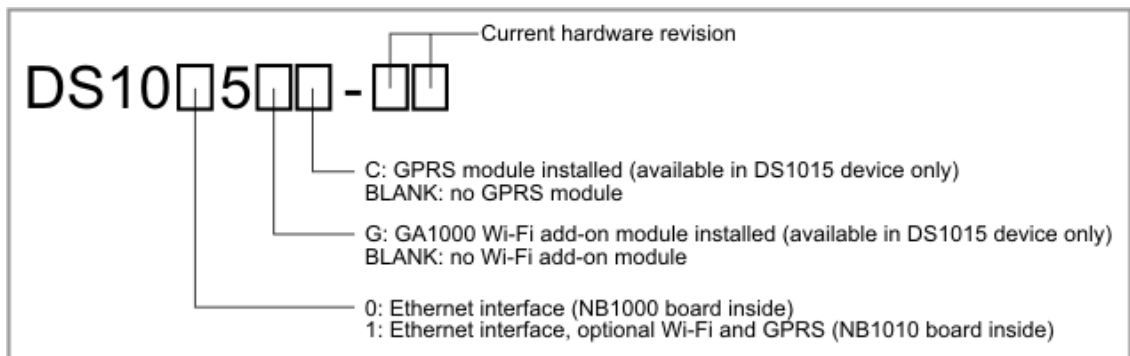 Current hardware revision
DS10□5□□-□□
C: GPRS module installed (available in DS1015 device only)
BLANK: no GPRS module
G: GA1000 Wi-Fi add-on module installed (available in DS1015 device only)
BLANK: no Wi-Fi add-on module
0: Ethernet interface (NB1000 board inside)
1: Ethernet interface, optional Wi-Fi and GPRS (NB1010 board inside)